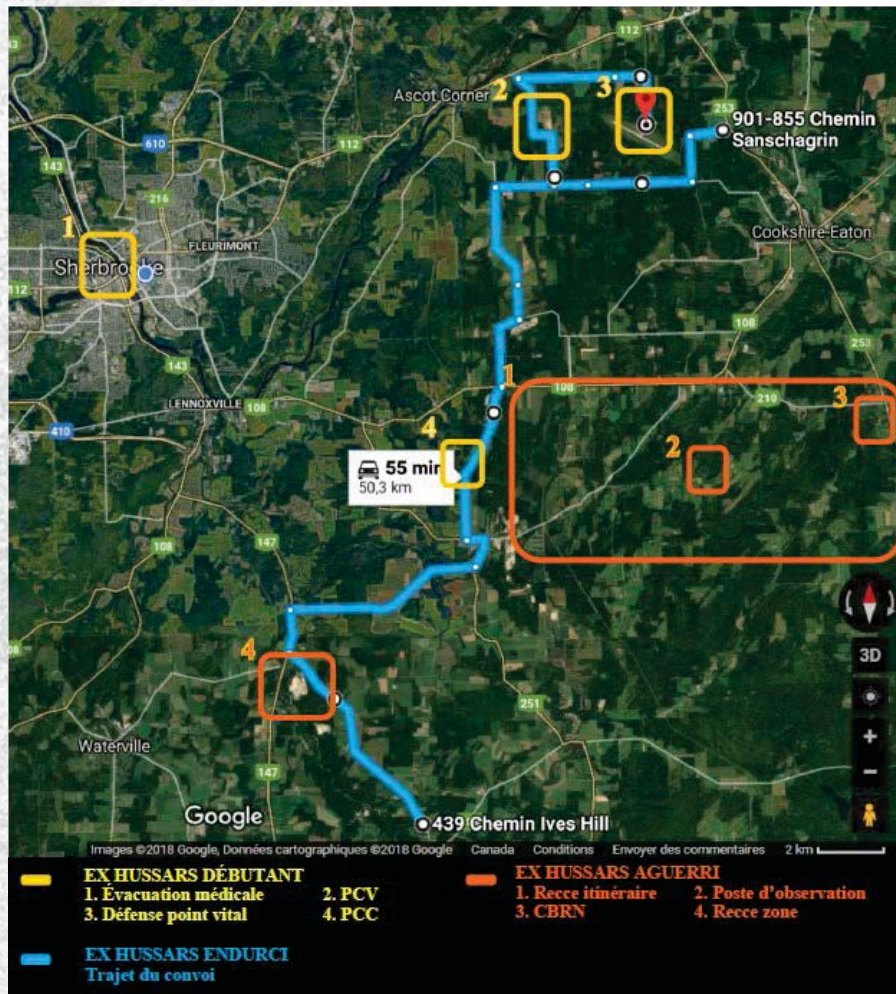 112
Ascot Corner
2
3
253
901-855 Chemin
Sanschagrin
143
610
112
216
1
FLEURIMONT
Sherbrooke
Cookshire-Eaton
112
108
143
253
1
LENNOXVILLE
108
108
210
3
410
4
2
55 min
50,3 km
108
147
4
3D
251
Waterville
147
Google
439 Chemin Ives Hill
Images ©2018 Google, Données cartographiques ©2018 Google Canada Conditions Envoyer des commentaires 2 km
EX HUSSARS DÉBUTANT
1. Évacuation médicale 2. PCV
3. Défense point vital 4. PCC
EX HUSSARS AGUERRI
1. Recce itinéraire 2. Poste d'observation
3. CBRN 4. Recce zone
EX HUSSARS ENDURCI
Trajet du convoi